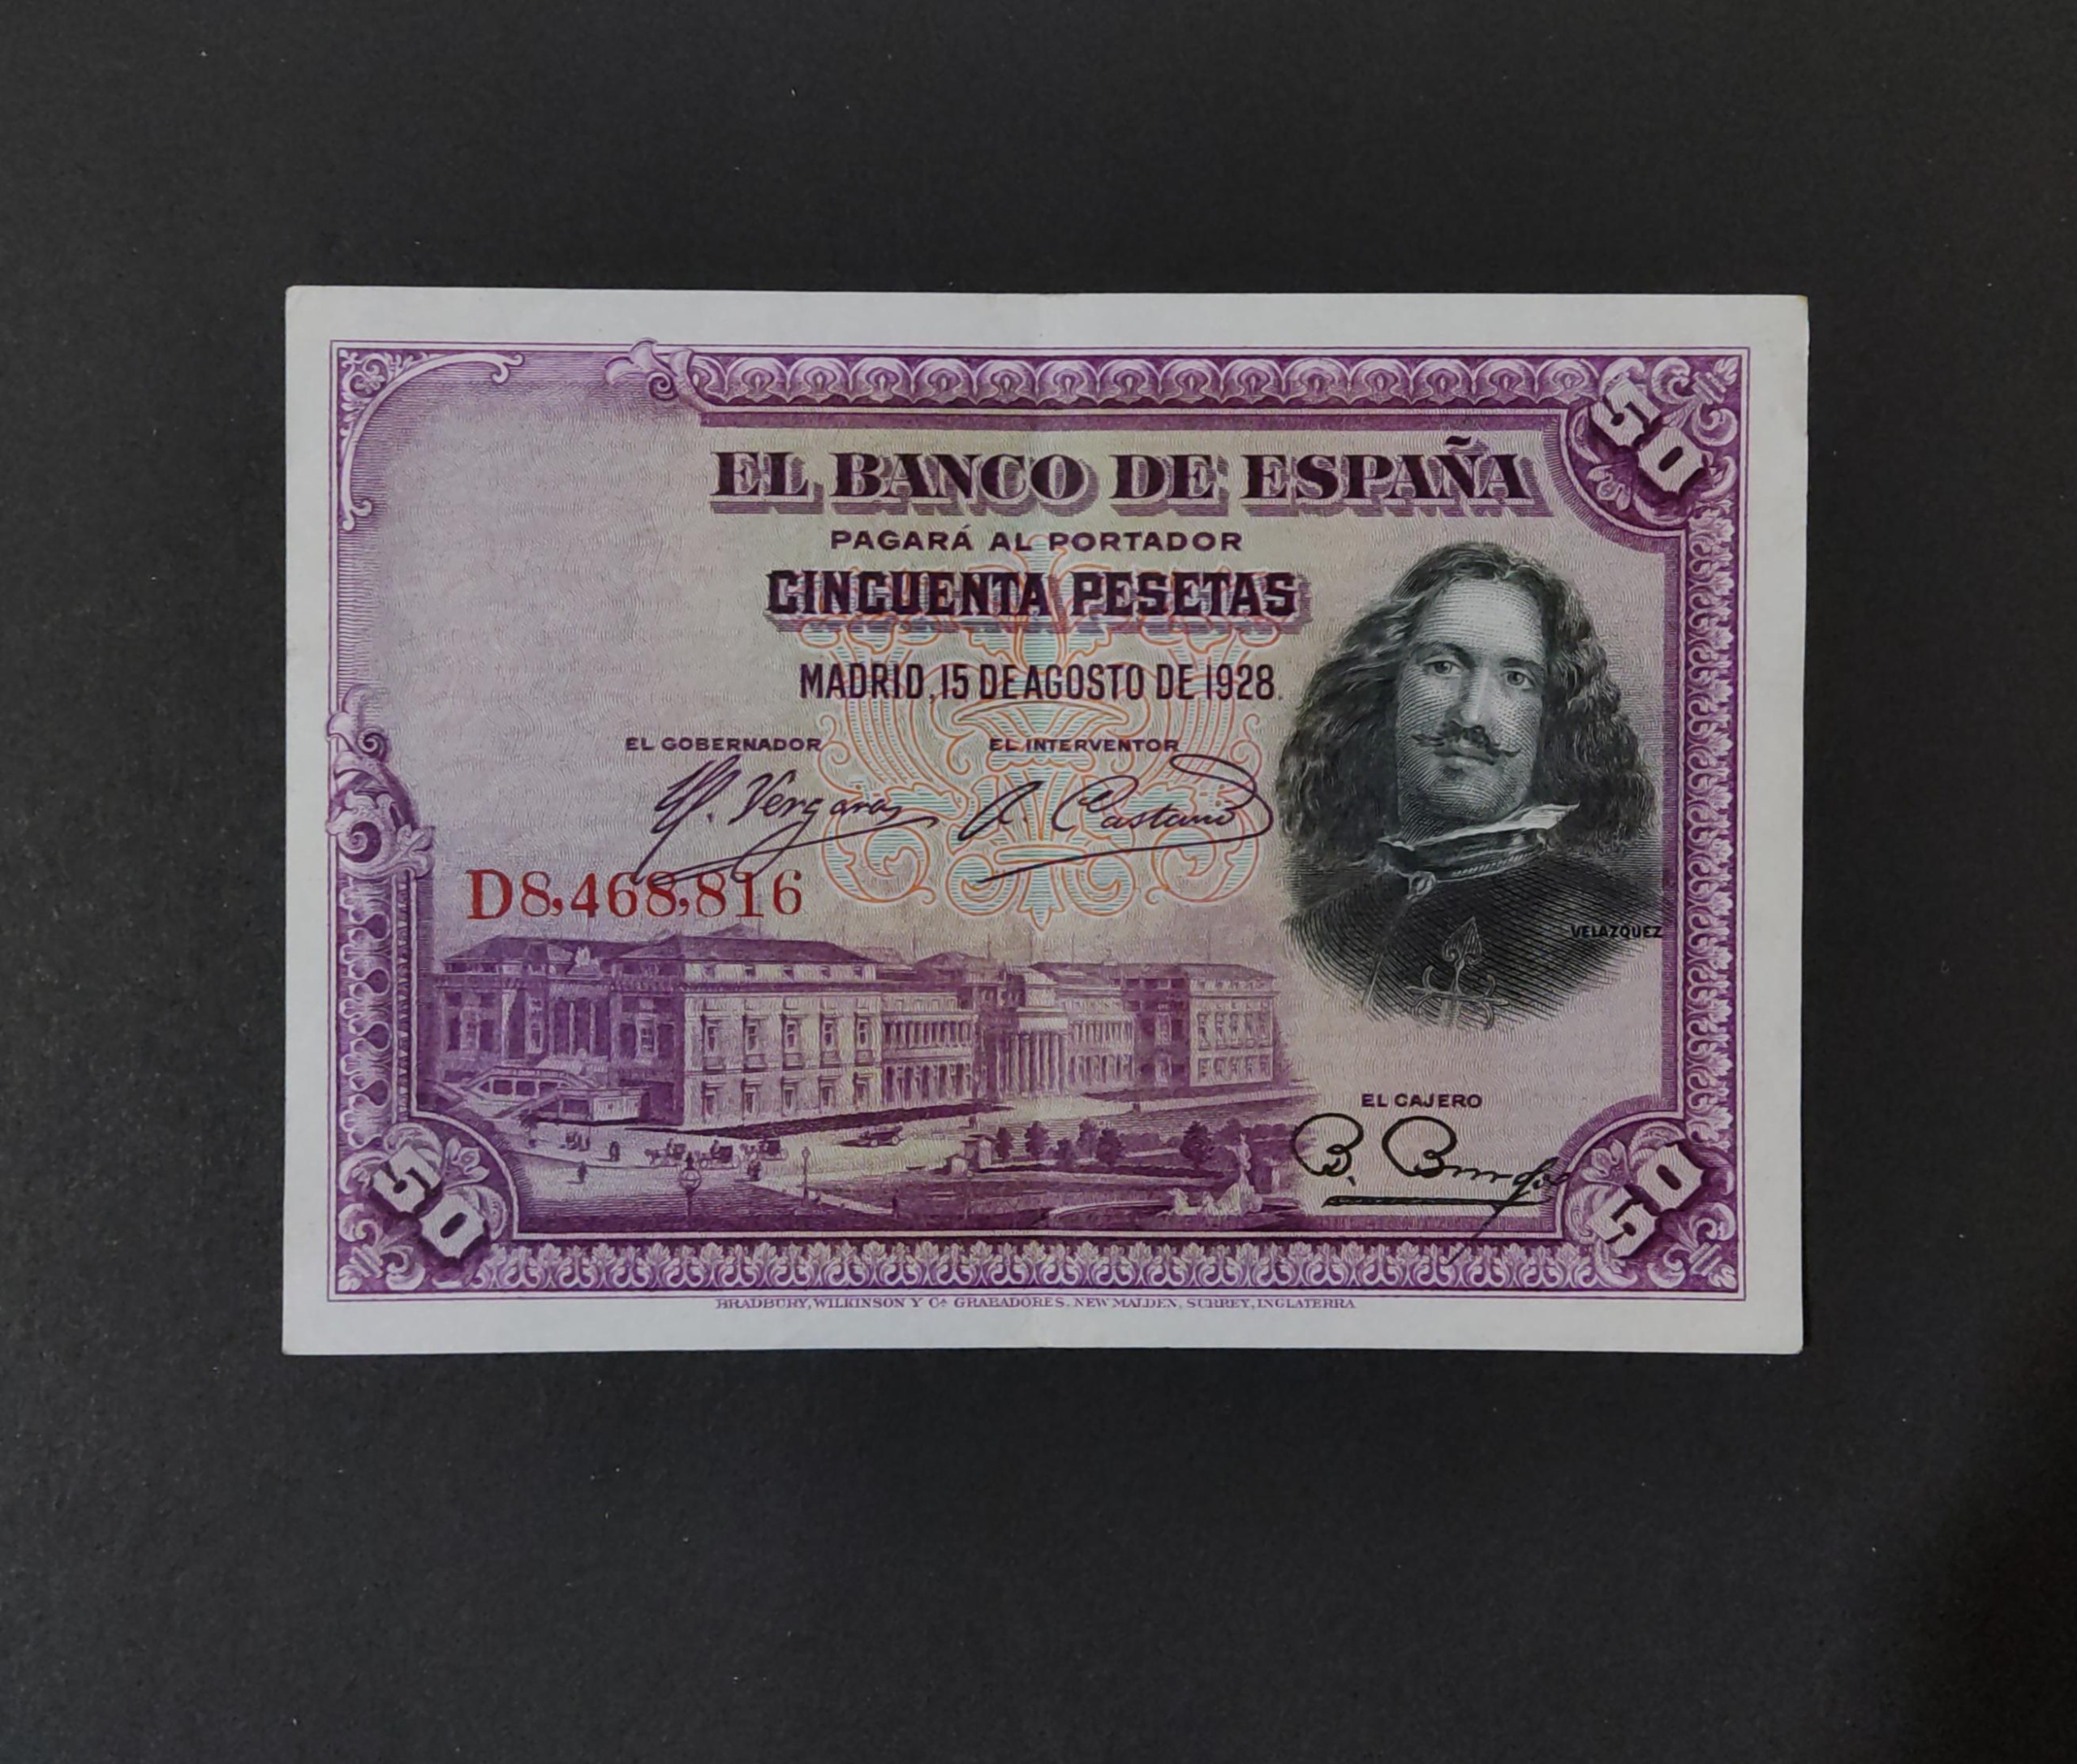 50
EL BANCO DE ESPAÑA
PAGARÁ AL PORTADOR
CINCUENTA PESETAS
MADRID, 15 DE AGOSTO DE 1928.
EL GOBERNADOR EL INTERVENTOR
D8,468,816
VELAZQUEZ
EL CAJERO
50 50
BRADBURY, WILKINSON Y Cª GRABADORES. NEW MALDEN, SURREY, INGLATERRA